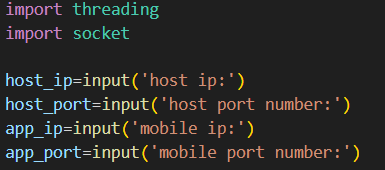 import threading
import socket
host_ip=input('host ip:')
host_port=input('host port number:')
app_ip=input('mobile ip:')
app_port=input('mobile port number:')